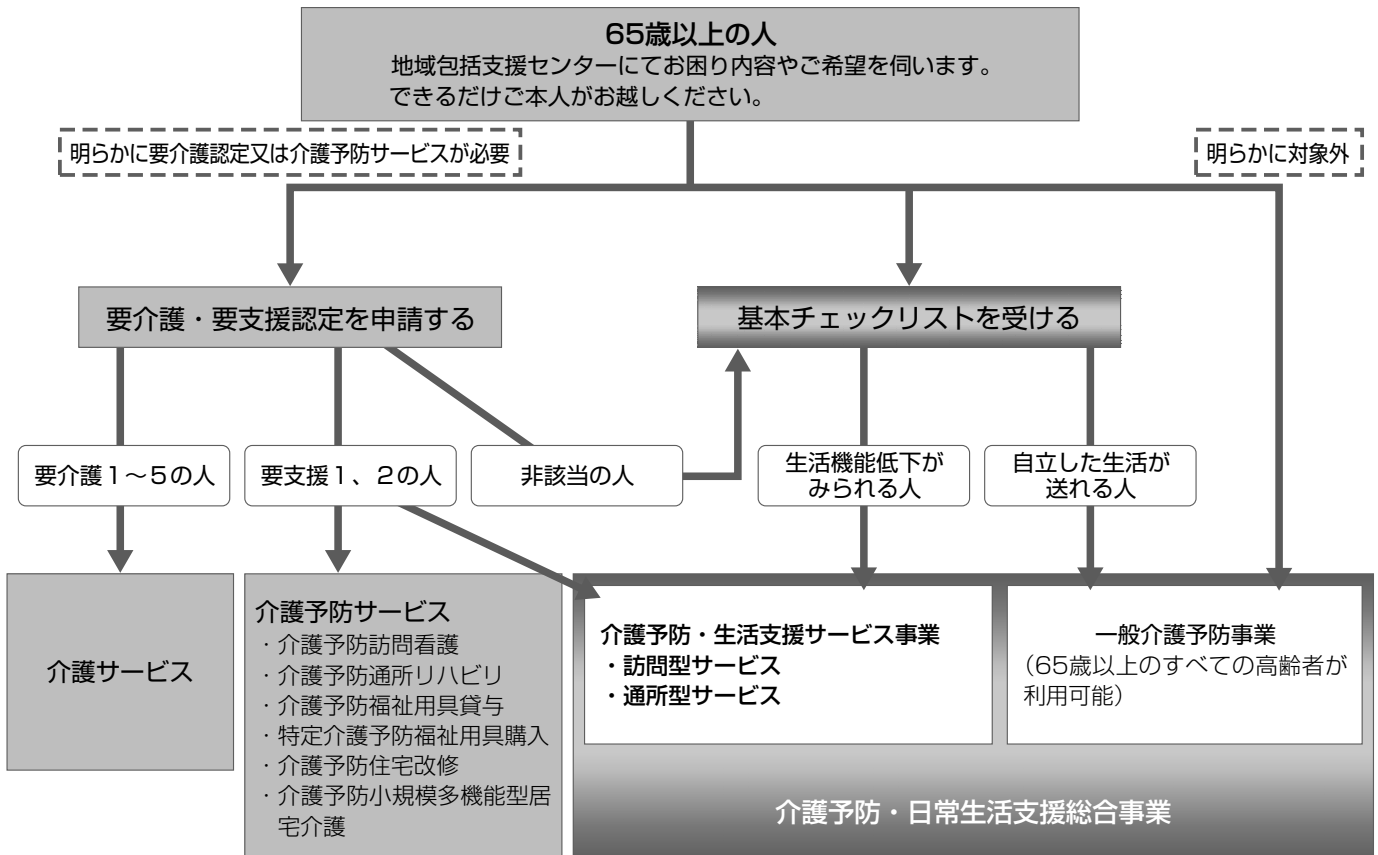 65歳以上の人
地域包括支援センターにてお困り内容やご希望を伺います。
できるだけご本人がお越しください。
明らかに要介護認定又は介護予防サービスが必要
明らかに対象外
要介護・要支援認定を申請する
基本チェックリストを受ける
要介護1～5の人
要支援1、2の人
非該当の人
生活機能低下が
みられる人
自立した生活が
送れる人
介護サービス
介護予防サービス
・介護予防訪問看護
・介護予防通所リハビリ
・介護予防福祉用具貸与
・特定介護予防福祉用具購入
・介護予防住宅改修
・介護予防小規模多機能型居
宅介護
介護予防・生活支援サービス事業
・訪問型サービス
・通所型サービス
一般介護予防事業
（65歳以上のすべての高齢者が
利用可能）
介護予防・日常生活支援総合事業